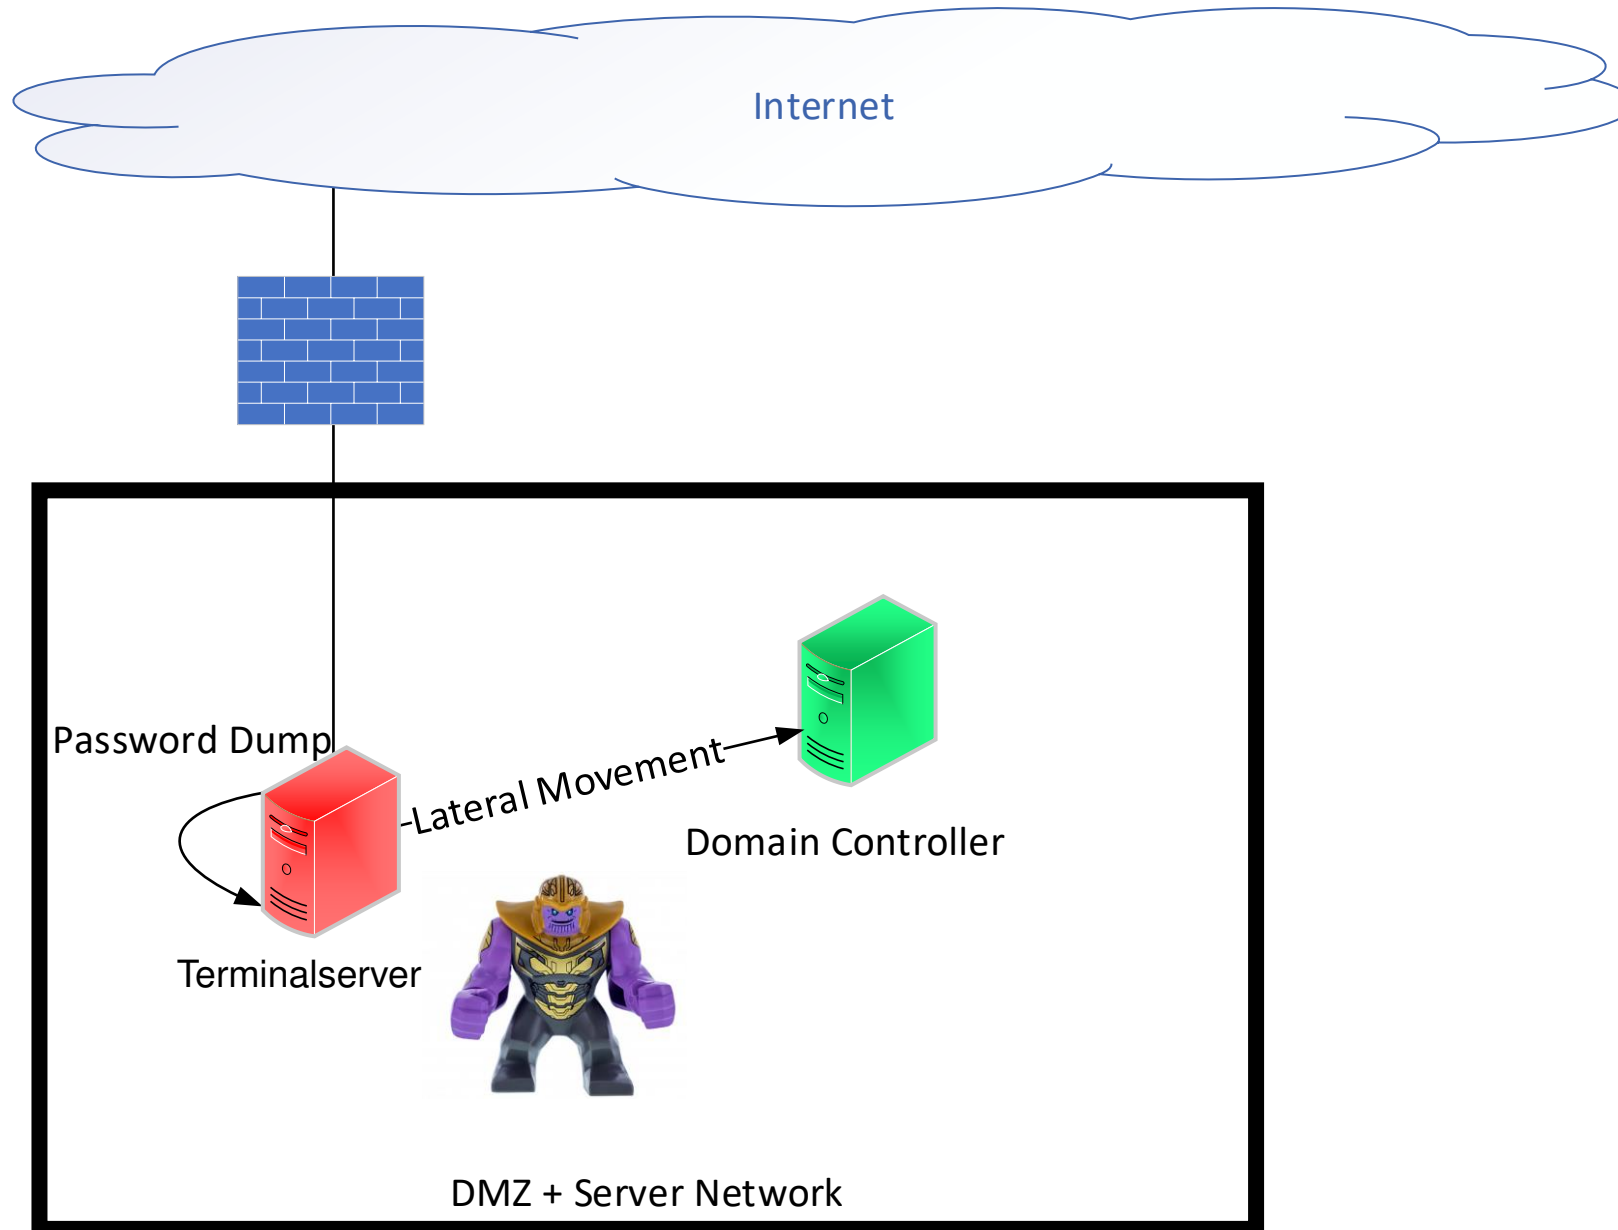 Internet
Password Dump
Lateral Movement
Domain Controller
Terminalserver
DMZ + Server Network